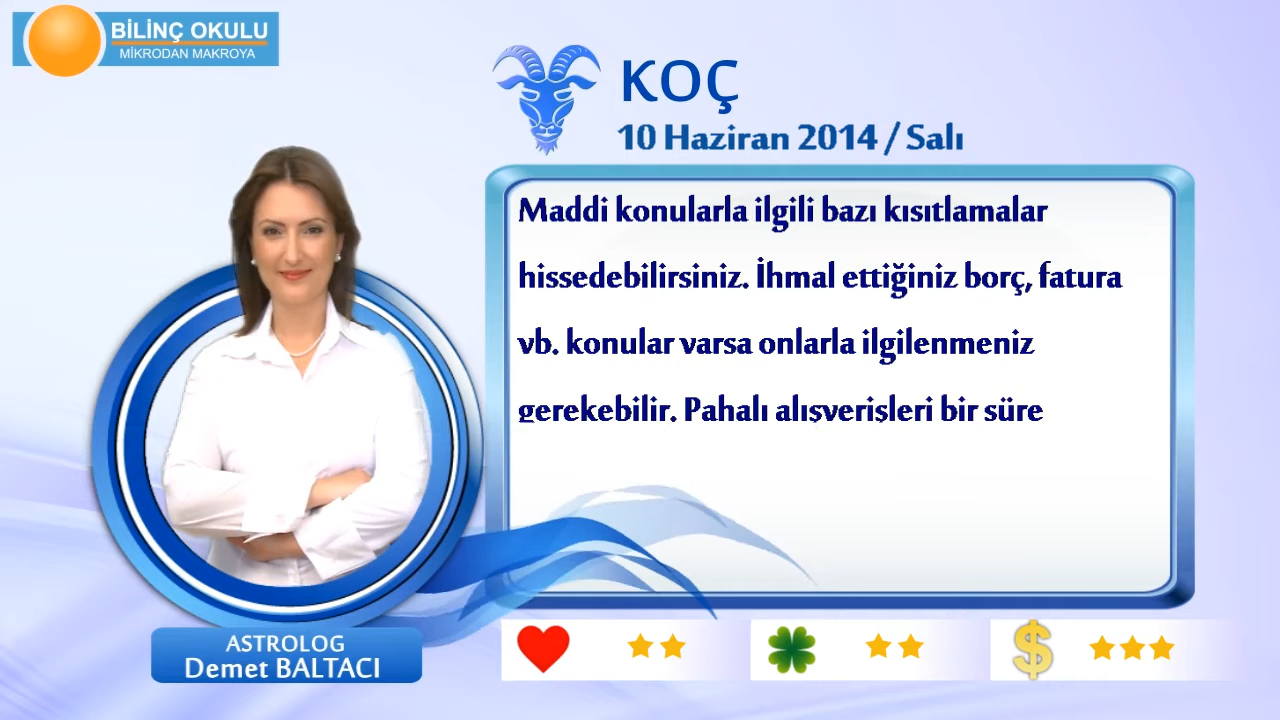 BİLİNÇ OKULU
MİKRODAN MAKROYA
KOÇ
10 Haziran 2014 / Salı
Maddi konularla ilgili bazı kısıtlamalar
hissedebilirsiniz. İhmal ettiğiniz borç, fatura
vb. konular varsa onlarla ilgilenmeniz
gerekebilir. Pahalı alışverişleri bir süre
ASTROLOG
Demet BALTACI